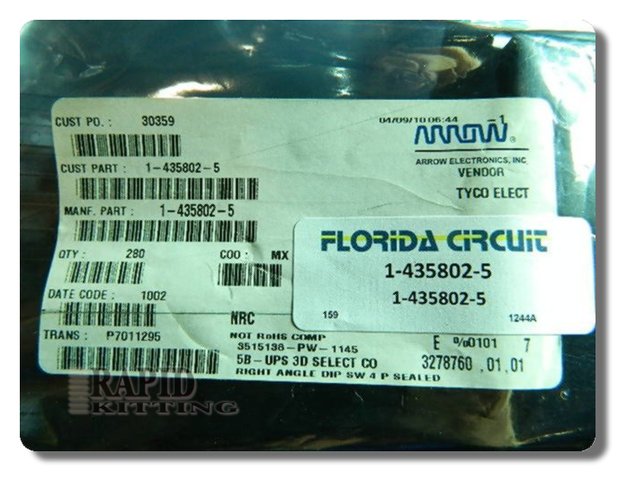 CUST PO.: 30359
04/09/10 06:44
ARROW
CUST PART: 1-435802-5
ARROW ELECTRONICS, INC
VENDOR
TYCO ELECT
MANF. PART: 1-435802-5
FLORIDA CIRCUIT
QTY: 280 COO: MX
1-435802-5
1-435802-5
DATE CODE: 1002
159 1244A
NRC
TRANS: P7011295
NOT RoHS COMP
3515138-PW-1145
E 0101 7
5B-UPS 3D SELECT CO
3278760 ,01,01
RIGHT ANGLE DIP SW 4 P SEALED
RAPID
KITTING